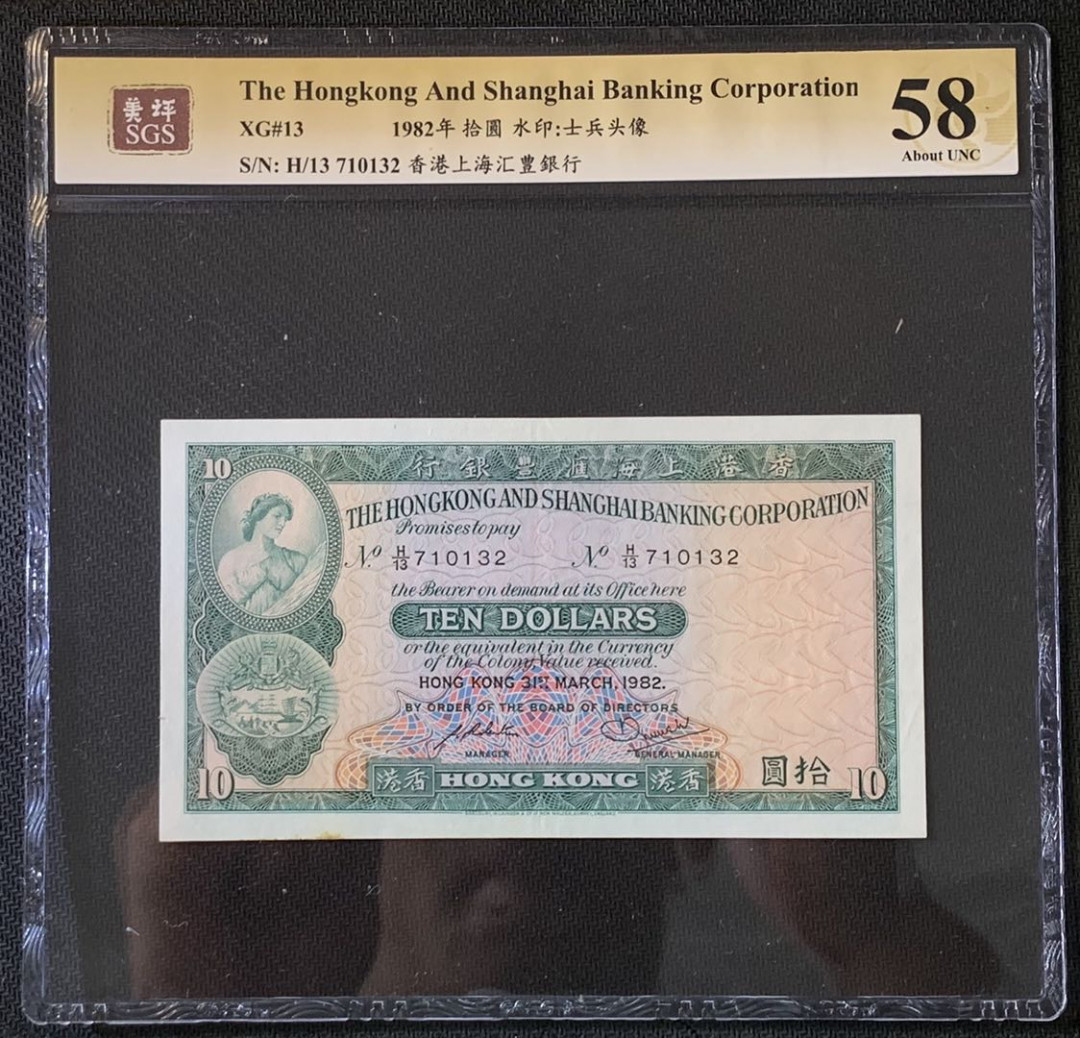 美评
SGS
The Hongkong And Shanghai Banking Corporation
XG#13 1982年 拾圓 水印:士兵头像
S/N: H/13 710132 香港上海汇豐銀行
58
About UNC
10 行銀豐滙海上港香
THE HONGKONG AND SHANGHAI BANKING CORPORATION
Promises to pay
Nº H/13 710132 Nº H/13 710132
the Bearer on demand at its Office here
TEN DOLLARS
or the equivalent in the Currency
of the Colony Value received.
HONG KONG 31ST MARCH, 1982.
BY ORDER OF THE BOARD OF DIRECTORS
MANAGER GENERAL MANAGER
10 港香 HONG KONG 港香 圓拾 10